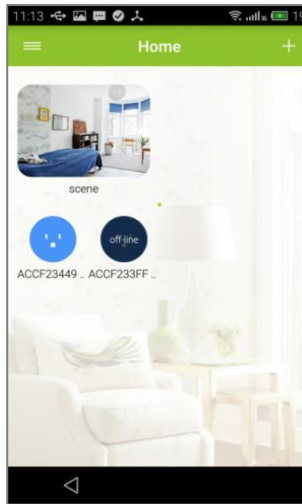 11:13
Home
scene
off-line
ACCF23449 .. ACCF233FF ..